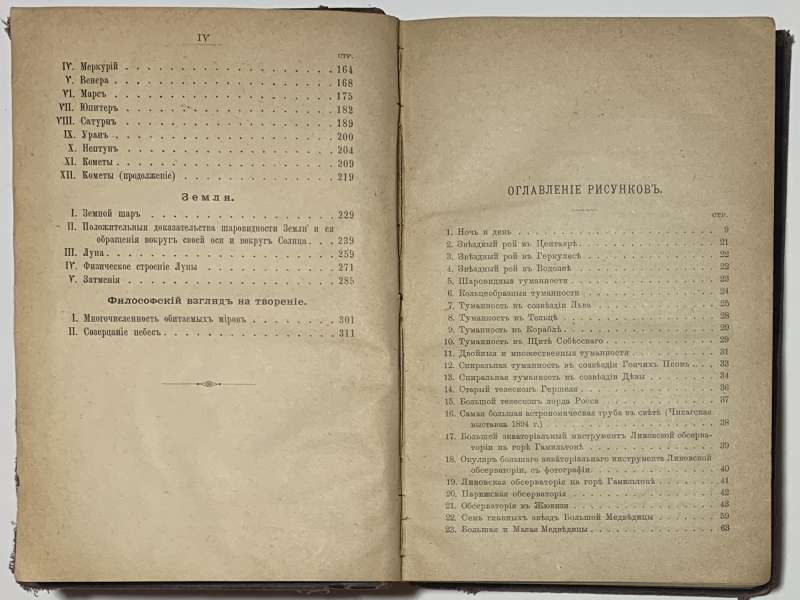 IV
СТР.
IV. Меркурій . . . . . . . . . . . . . . . . . . 164
V. Венера . . . . . . . . . . . . . . . . . . 168
VI. Марсъ . . . . . . . . . . . . . . . . . . 175
VII. Юпитеръ . . . . . . . . . . . . . . . . . . 182
VIII. Сатурнъ . . . . . . . . . . . . . . . . . . 189
IX. Уранъ . . . . . . . . . . . . . . . . . . 200
X. Нептунъ . . . . . . . . . . . . . . . . . . 204
XI. Кометы . . . . . . . . . . . . . . . . . . 209
XII. Кометы (продолженіе) . . . . . . . . . . . . 219
Земля.
I. Земной шаръ . . . . . . . . . . . . . . . 229
II. Положительныя доказательства шаровидности Земли и ея
обращенія вокругъ своей оси и вокругъ Солнца . . 239
III. Луна . . . . . . . . . . . . . . . . . . 259
IV. Физическое строеніе Луны . . . . . . . . . . 271
V. Затменія . . . . . . . . . . . . . . . . 285
Философскій взглядъ на твореніе.
I. Многочисленность обитаемыхъ міровъ . . . . . . . 301
II. Созерцаніе небесъ . . . . . . . . . . . . . 311
ОГЛАВЛЕНІЕ РИСУНКОВЪ.
СТР.
1. Ночь и день . . . . . . . . . . . . . . 9
2. Звѣздный рой въ Центаврѣ . . . . . . . . . . 21
3. Звѣздный рой въ Геркулесѣ . . . . . . . . . 22
4. Звѣздный рой въ Водолеѣ . . . . . . . . . . 22
5. Шаровидныя туманности . . . . . . . . . . 23
6. Кольцеобразныя туманности . . . . . . . . . 24
7. Туманность въ созвѣздіи Льва . . . . . . . . 25
8. Туманность въ Тельцѣ . . . . . . . . . . 28
9. Туманность въ Кораблѣ . . . . . . . . . . 29
10. Туманность въ Щитѣ Собѣсскаго . . . . . . . 29
11. Двойныя и множественныя туманности . . . . . . 31
12. Спиральная туманность въ созвѣздіи Гончихъ Псовъ . . . 33
13. Спиральная туманность въ созвѣздіи Дѣвы . . . . . 34
14. Старый телескопъ Гершеля . . . . . . . . . 36
15. Большой телескопъ лорда Росса . . . . . . . . 37
16. Самая большая астрономическая труба въ свѣтѣ (Чикагская
выставка 1894 г.) . . . . . . . . . . . . 38
17. Большей экваторіальный инструментъ Ликовской обсерва-
торіи на горѣ Гамильтонѣ . . . . . . . . . 39
18. Окуляръ большаго экваторіальнаго инструмента Ликовской
обсерваторіи, съ фотографіи . . . . . . . . 40
19. Ликовская обсерваторія на горѣ Гамильтонѣ . . . . 41
20. Парижская обсерваторія . . . . . . . . . . 42
21. Обсерваторія въ Жювизи . . . . . . . . . . 43
22. Семь главныхъ звѣздъ Большой Медвѣдицы . . . . . 59
23. Большая и Малая Медвѣдицы . . . . . . . . . 63